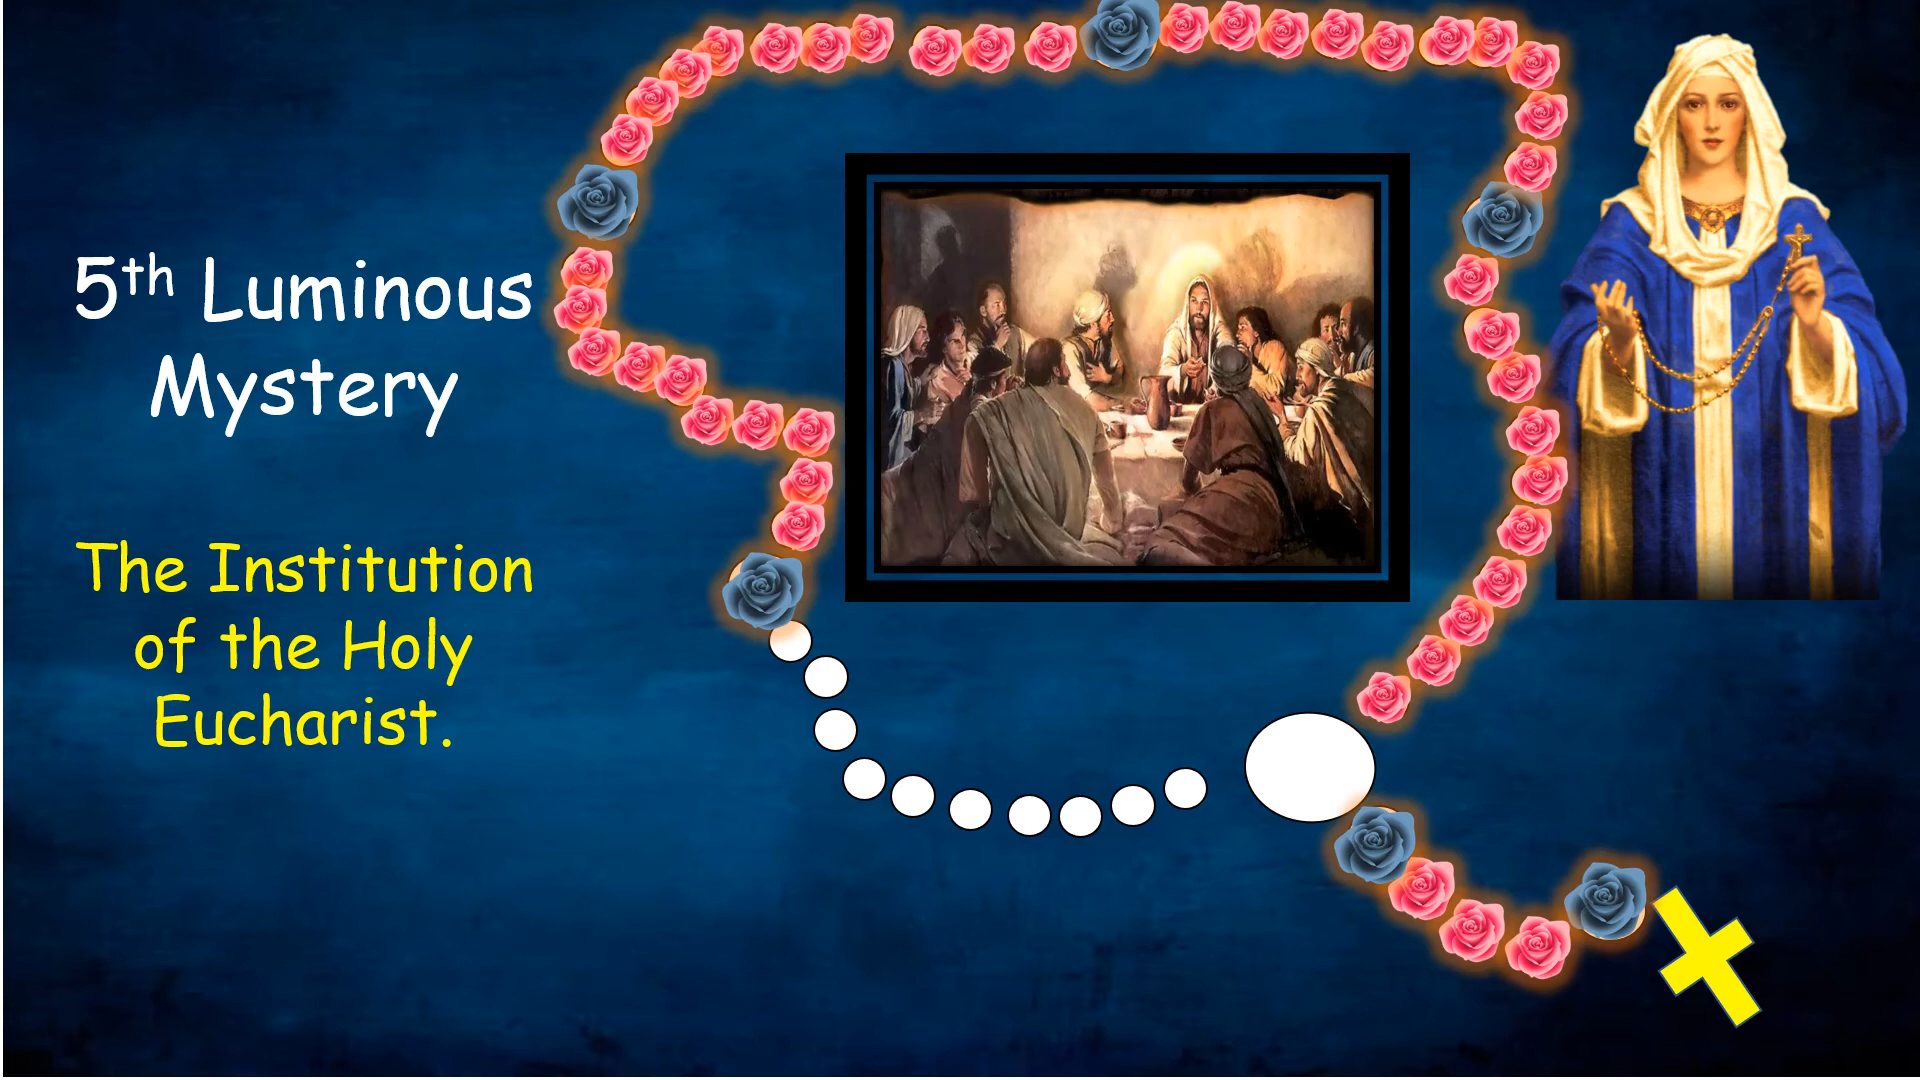 5th Luminous
Mystery
The Institution
of the Holy
Eucharist.